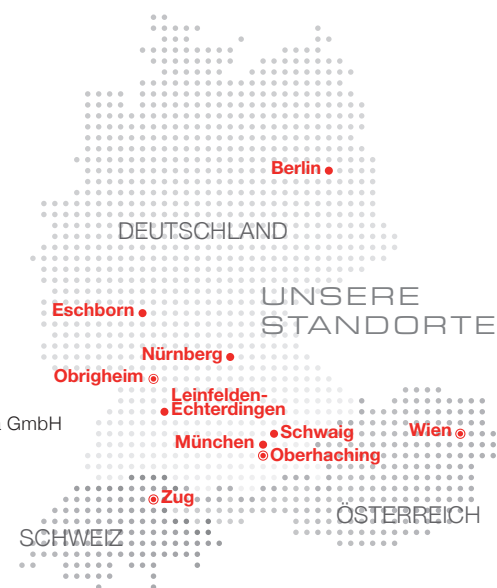 Berlin
DEUTSCHLAND
UNSERE
STANDORTE
Eschborn
Nürnberg
Obrigheim
Leinfelden-
Echterdingen
GmbH
Schwaig
Wien
München
Oberhaching
Zug
ÖSTERREICH
SCHWEIZ